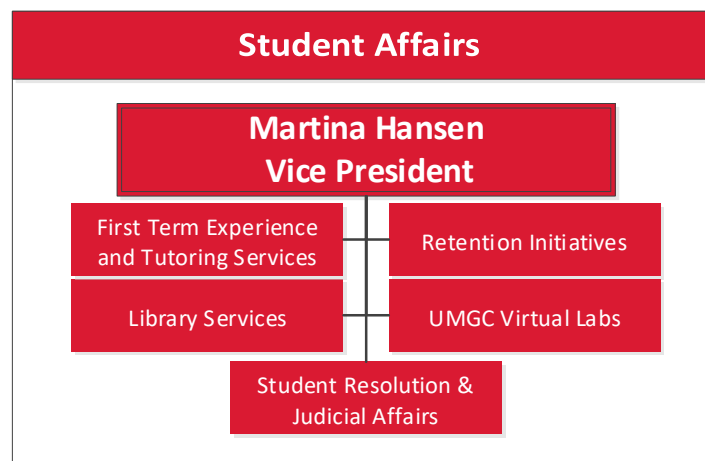 Student Affairs
Martina Hansen
Vice President
First Term Experience
and Tutoring Services
Retention Initiatives
Library Services
UMGC Virtual Labs
Student Resolution &
Judicial Affairs